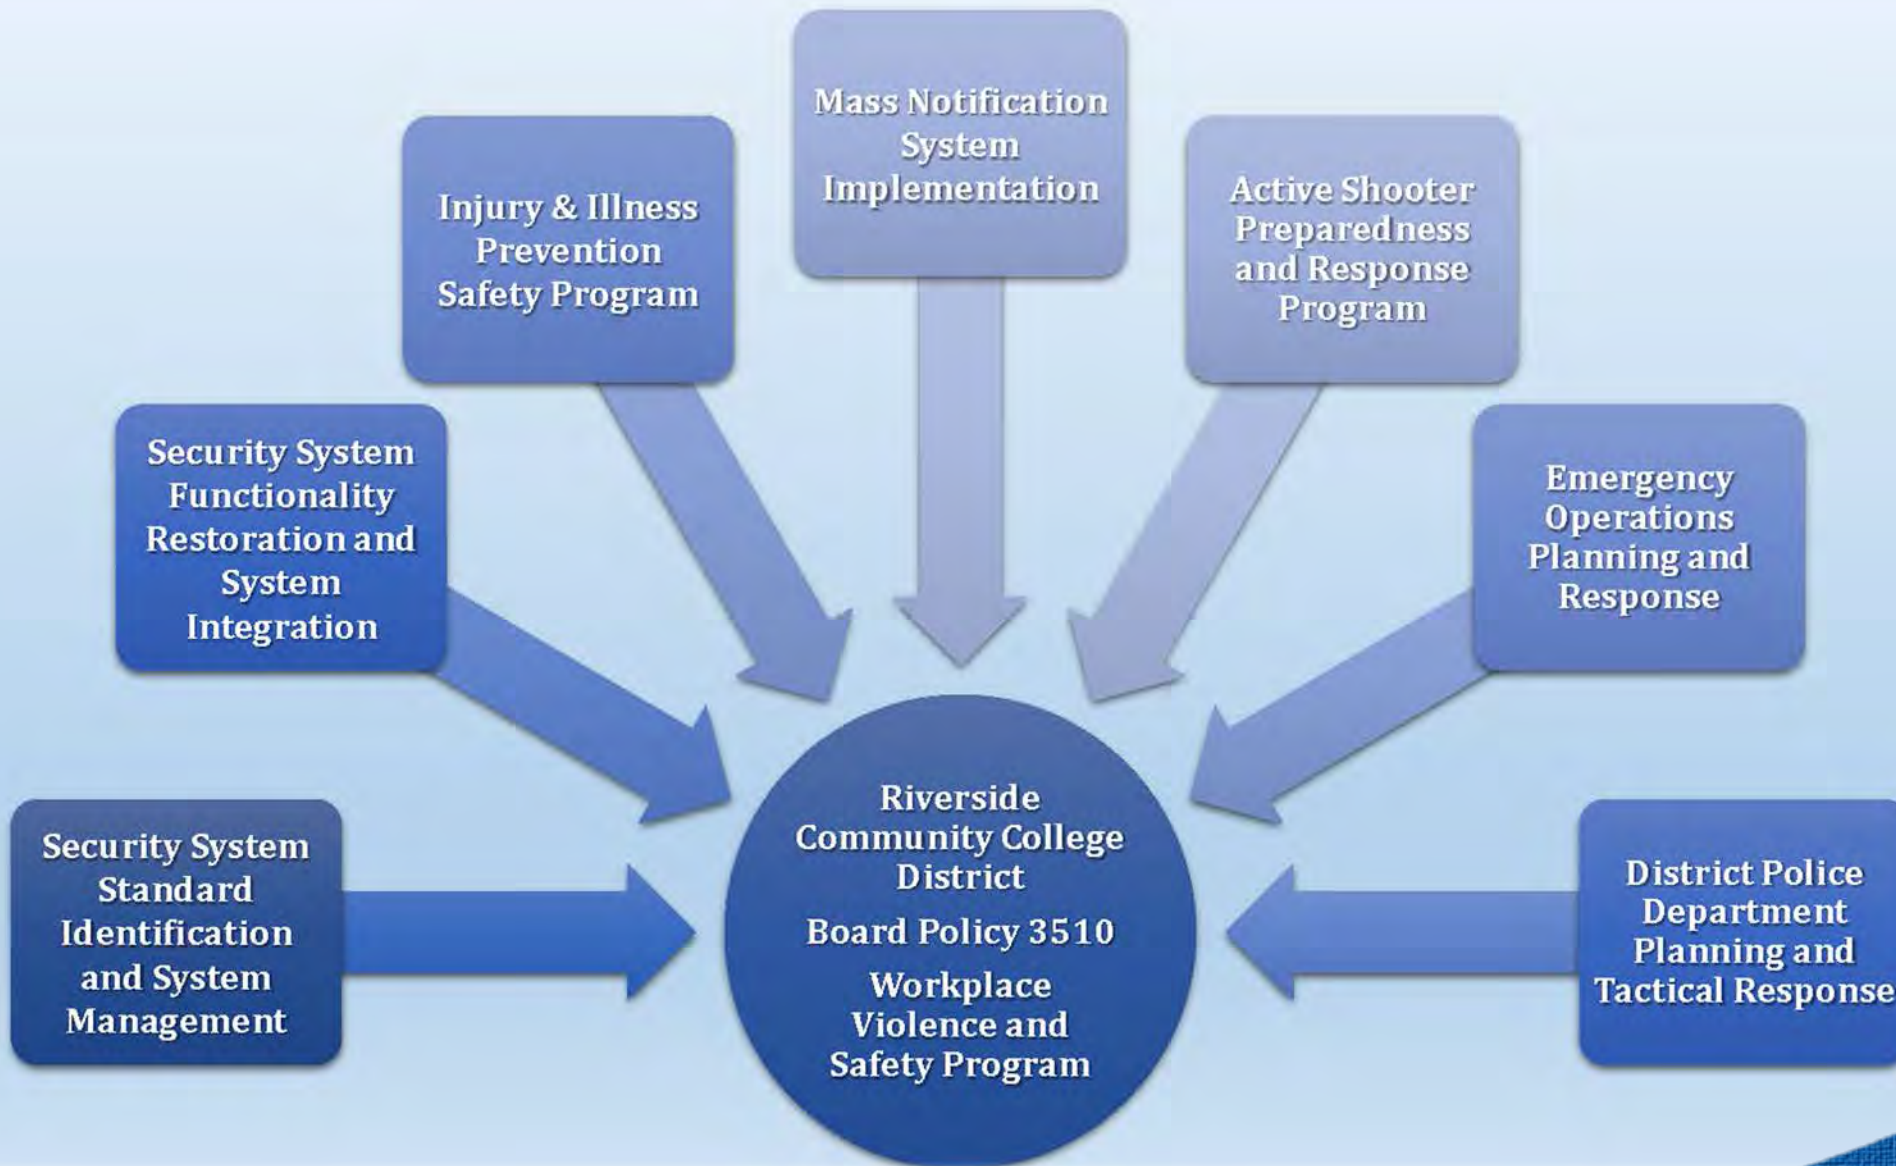 Mass Notification
System
Implementation
Injury & Illness
Prevention
Safety Program
Active Shooter
Preparedness
and Response
Program
Security System
Functionality
Restoration and
System
Integration
Emergency
Operations
Planning and
Response
Security System
Standard
Identification
and System
Management
Riverside
Community College
District
Board Policy 3510
Workplace
Violence and
Safety Program
District Police
Department
Planning and
Tactical Response